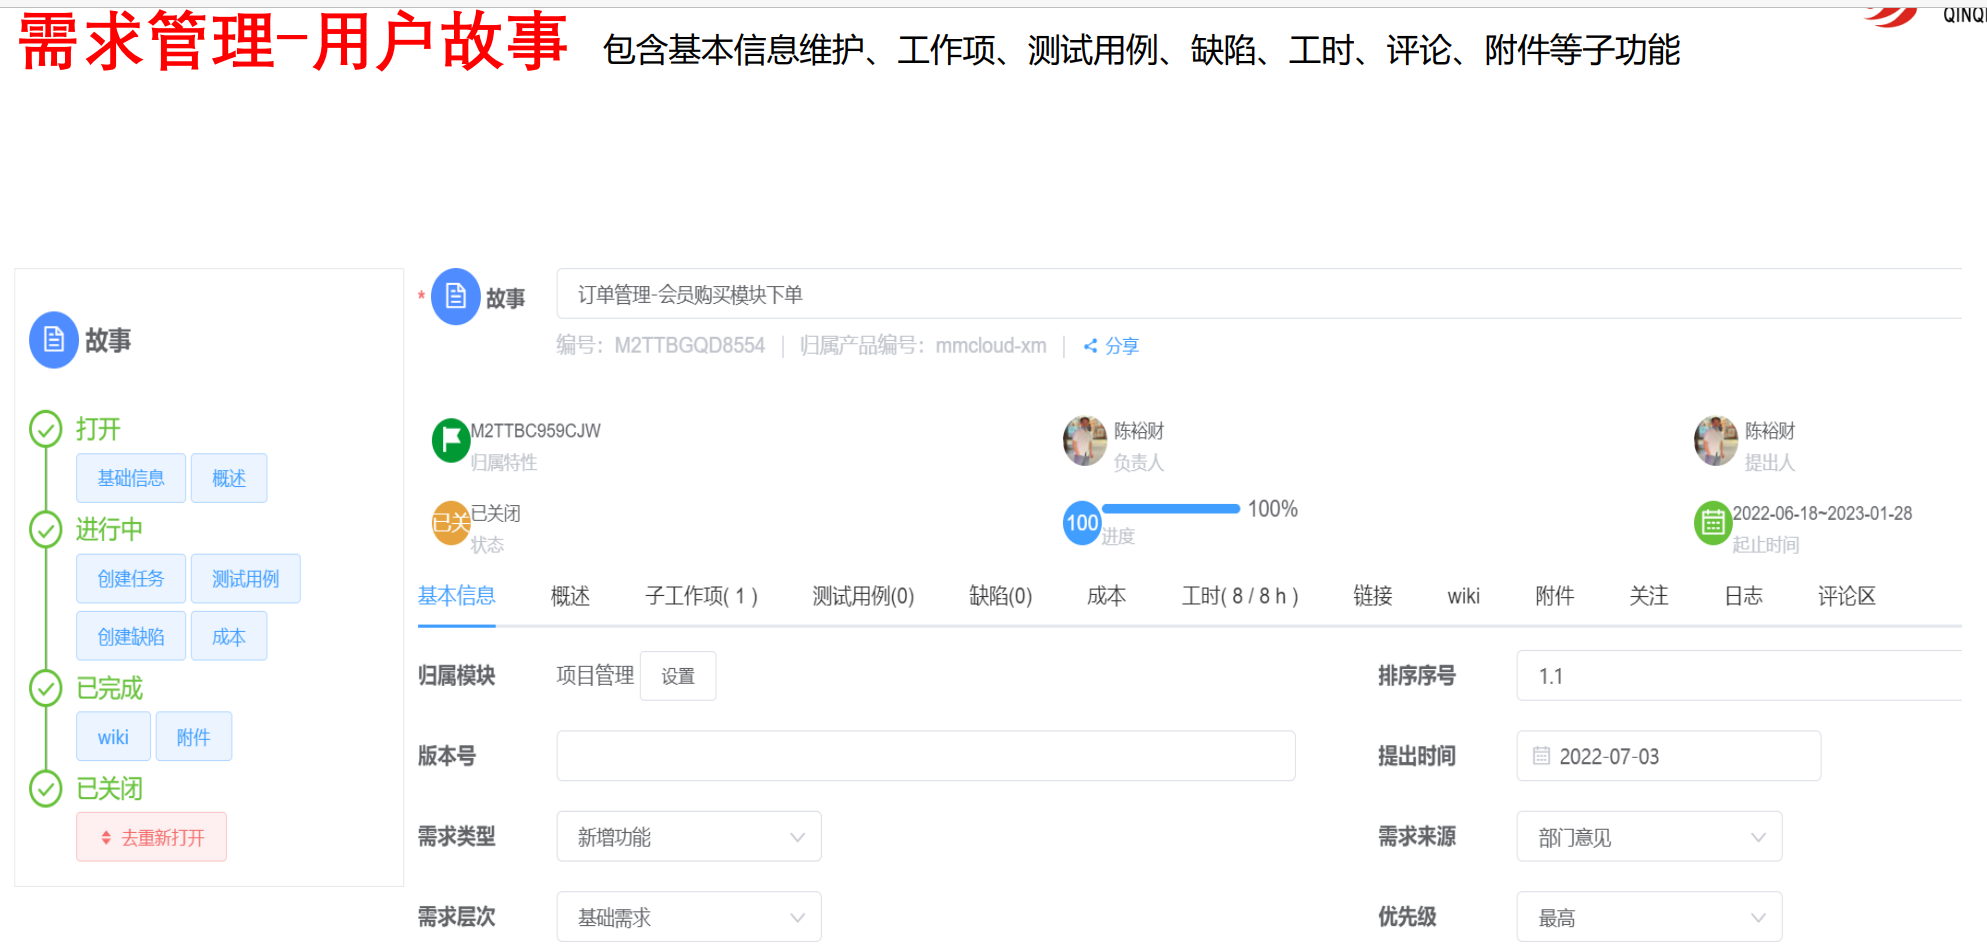 需求管理-用户故事 包含基本信息维护、工作项、测试用例、缺陷、工时、评论、附件等子功能
故事
打开
基础信息 概述
进行中
创建任务 测试用例
创建缺陷 成本
已完成
wiki 附件
已关闭
去重新打开
* 故事 订单管理-会员购买模块下单
编号：M2TTBGQD8554 | 归属产品编号：mmcloud-xm | 分享
M2TTBC959CJW
归属特性
陈裕财
负责人
陈裕财
提出人
已关 已关闭
状态
100 100%
进度
2022-06-18~2023-01-28
起止时间
基本信息 概述 子工作项( 1 ) 测试用例(0) 缺陷(0) 成本 工时( 8 / 8 h ) 链接 wiki 附件 关注 日志 评论区
归属模块 项目管理 设置 排序序号 1.1
版本号 提出时间 2022-07-03
需求类型 新增功能 需求来源 部门意见
需求层次 基础需求 优先级 最高